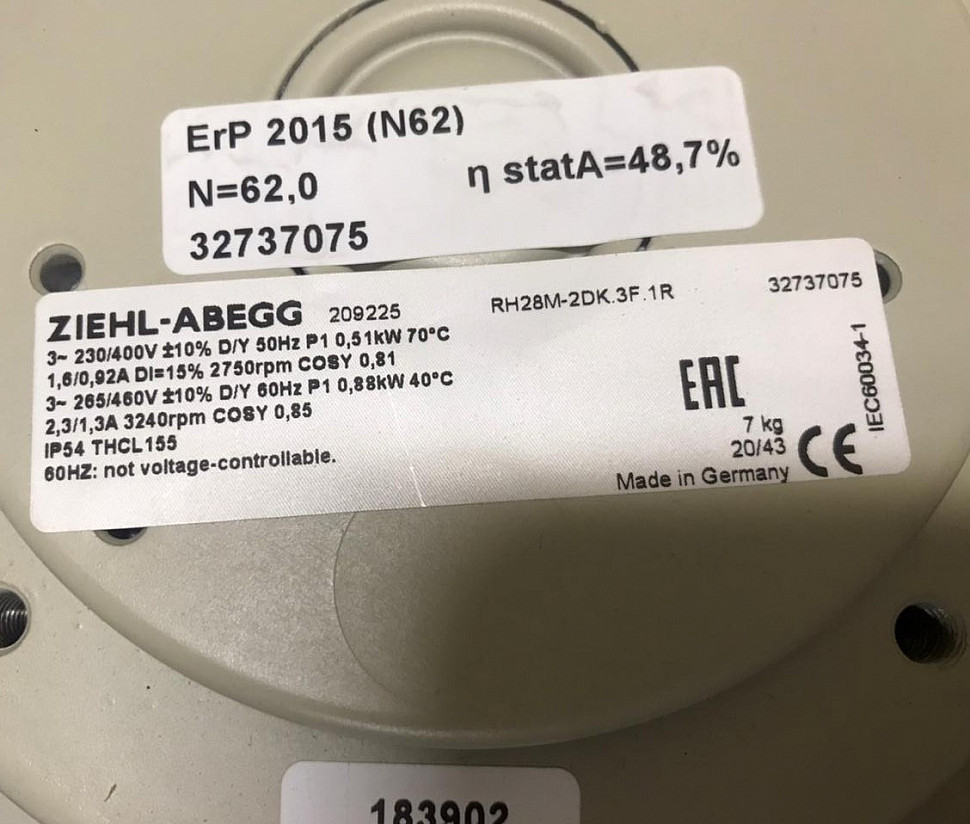 ErP 2015 (N62)
N=62,0 η statA=48,7%
32737075
ZIEHL-ABEGG 209225 RH28M-2DK.3F.1R 32737075
3~ 230/400V ±10% D/Y 50Hz P1 0,51kW 70°C
1,6/0,92A DI=15% 2750rpm COSY 0,81
3~ 265/460V ±10% D/Y 60Hz P1 0,88kW 40°C
2,3/1,3A 3240rpm COSY 0,85
IP54 THCL155
60HZ: not voltage-controllable.
EAC
7 kg
20/43
Made in Germany
CE
IEC60034-1
183902